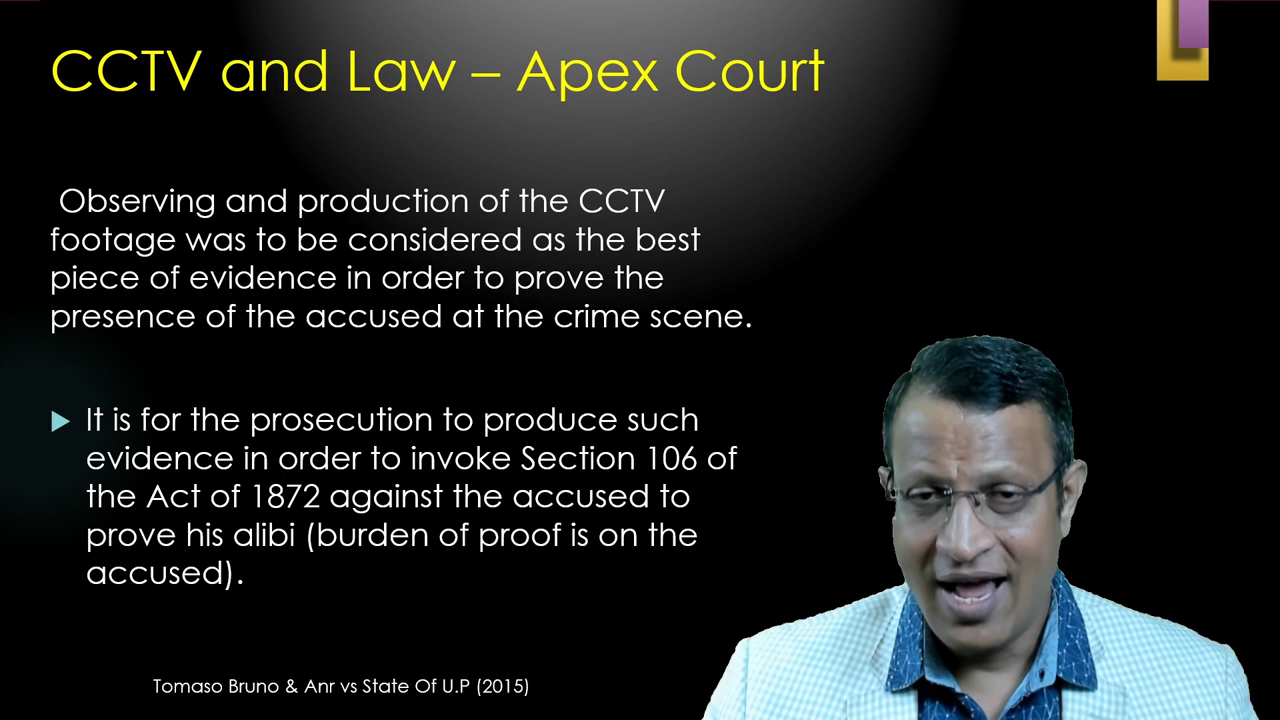 CCTV and Law – Apex Court
Observing and production of the CCTV
footage was to be considered as the best
piece of evidence in order to prove the
presence of the accused at the crime scene.
It is for the prosecution to produce such
evidence in order to invoke Section 106 of
the Act of 1872 against the accused to
prove his alibi (burden of proof is on the
accused).
Tomaso Bruno & Anr vs State Of U.P (2015)